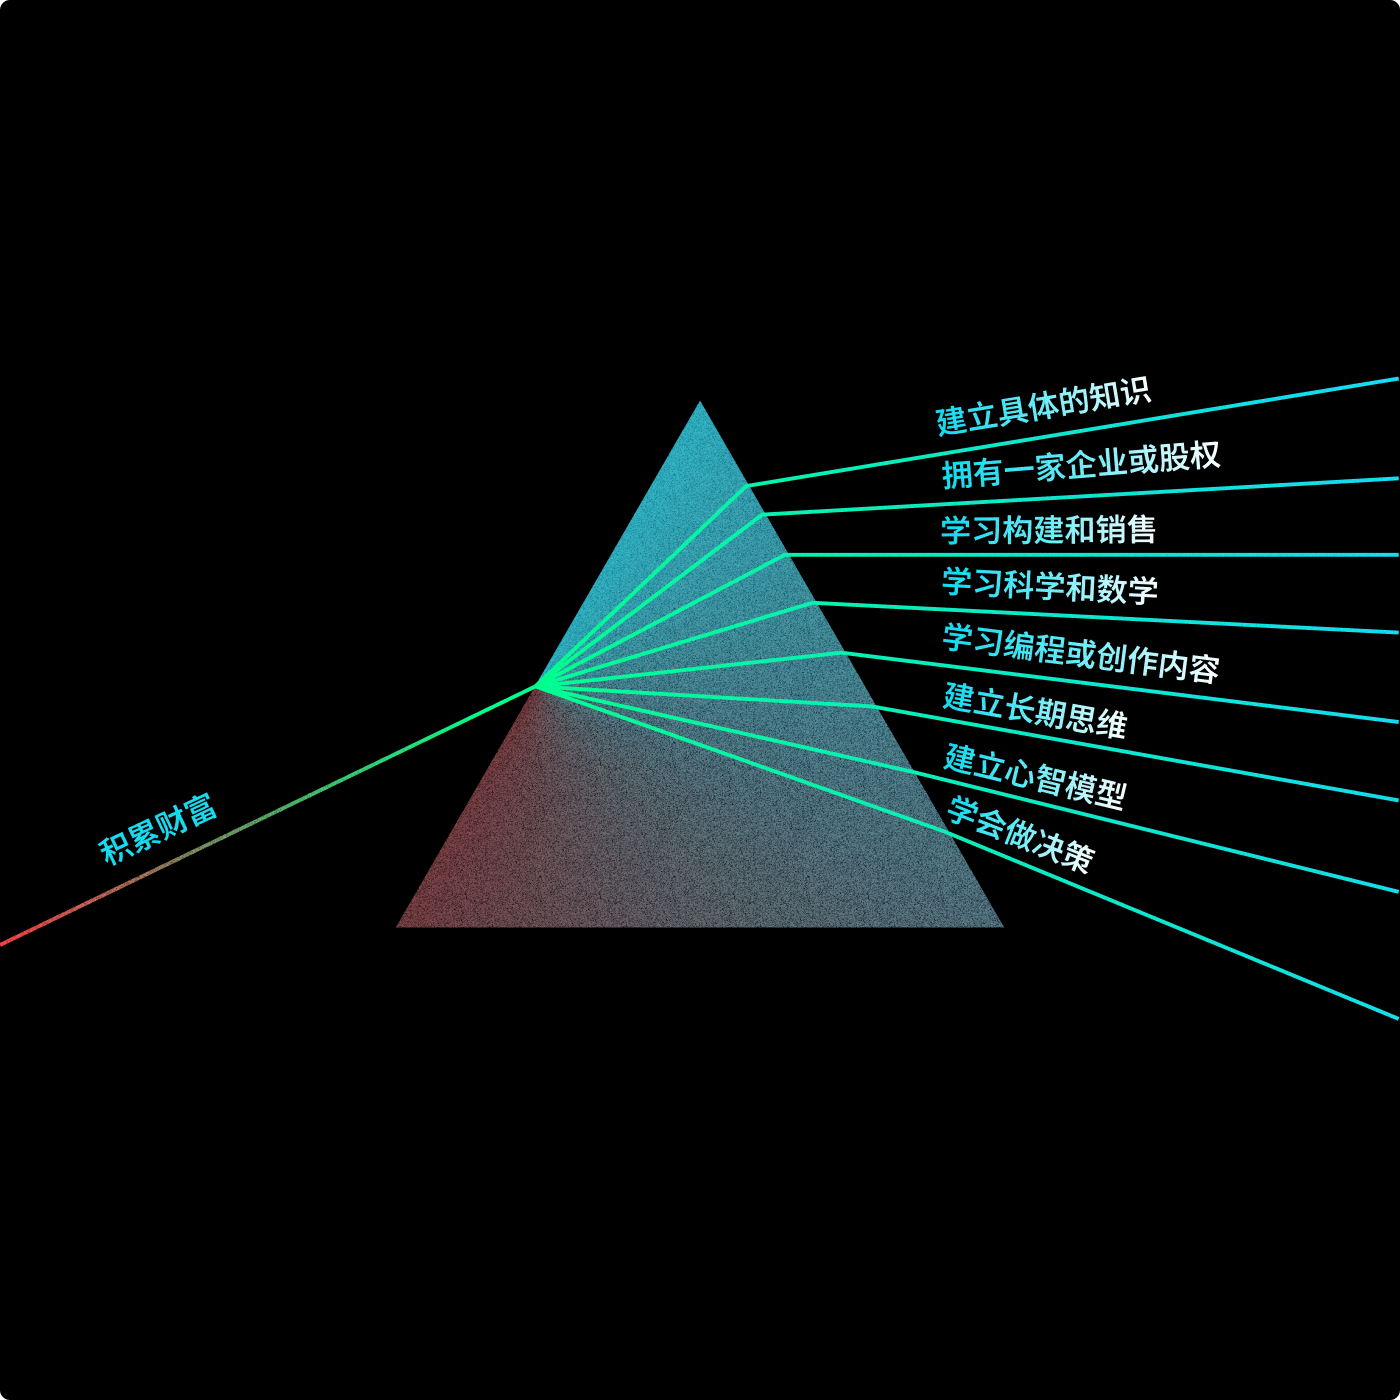 积累财富
建立具体的知识
拥有一家企业或股权
学习构建和销售
学习科学和数学
学习编程或创作内容
建立长期思维
建立心智模型
学会做决策